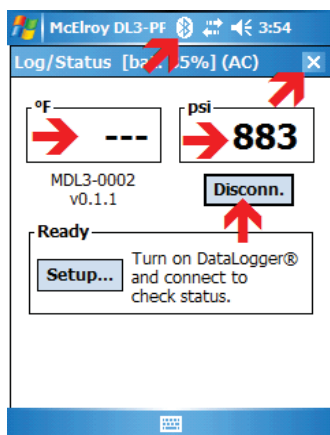 McElroy DL3-PF 3:54
Log/Status [bat 5%] (AC)
°F
---
psi
883
MDL3-0002
v0.1.1
Disconn.
Ready
Setup...
Turn on DataLogger®
and connect to
check status.